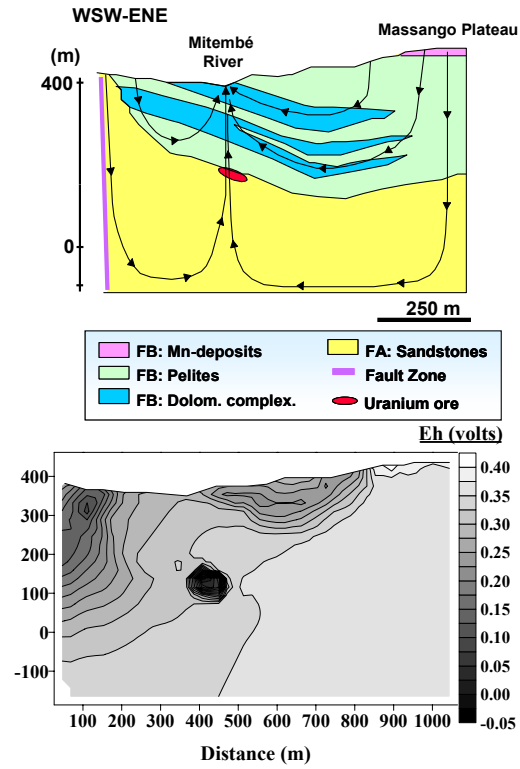 WSW-ENE
Massango Plateau
(m)
Mitembé
River
400
0
250 m
FB: Mn-deposits
FA: Sandstones
FB: Pelites
Fault Zone
FB: Dolom. complex.
Uranium ore
Eh (volts)
400
300
200
100
0
-100
0.40
0.35
0.30
0.25
0.20
0.15
0.10
0.05
0.00
-0.05
100 200 300 400 500 600 700 800 900 1000
Distance (m)